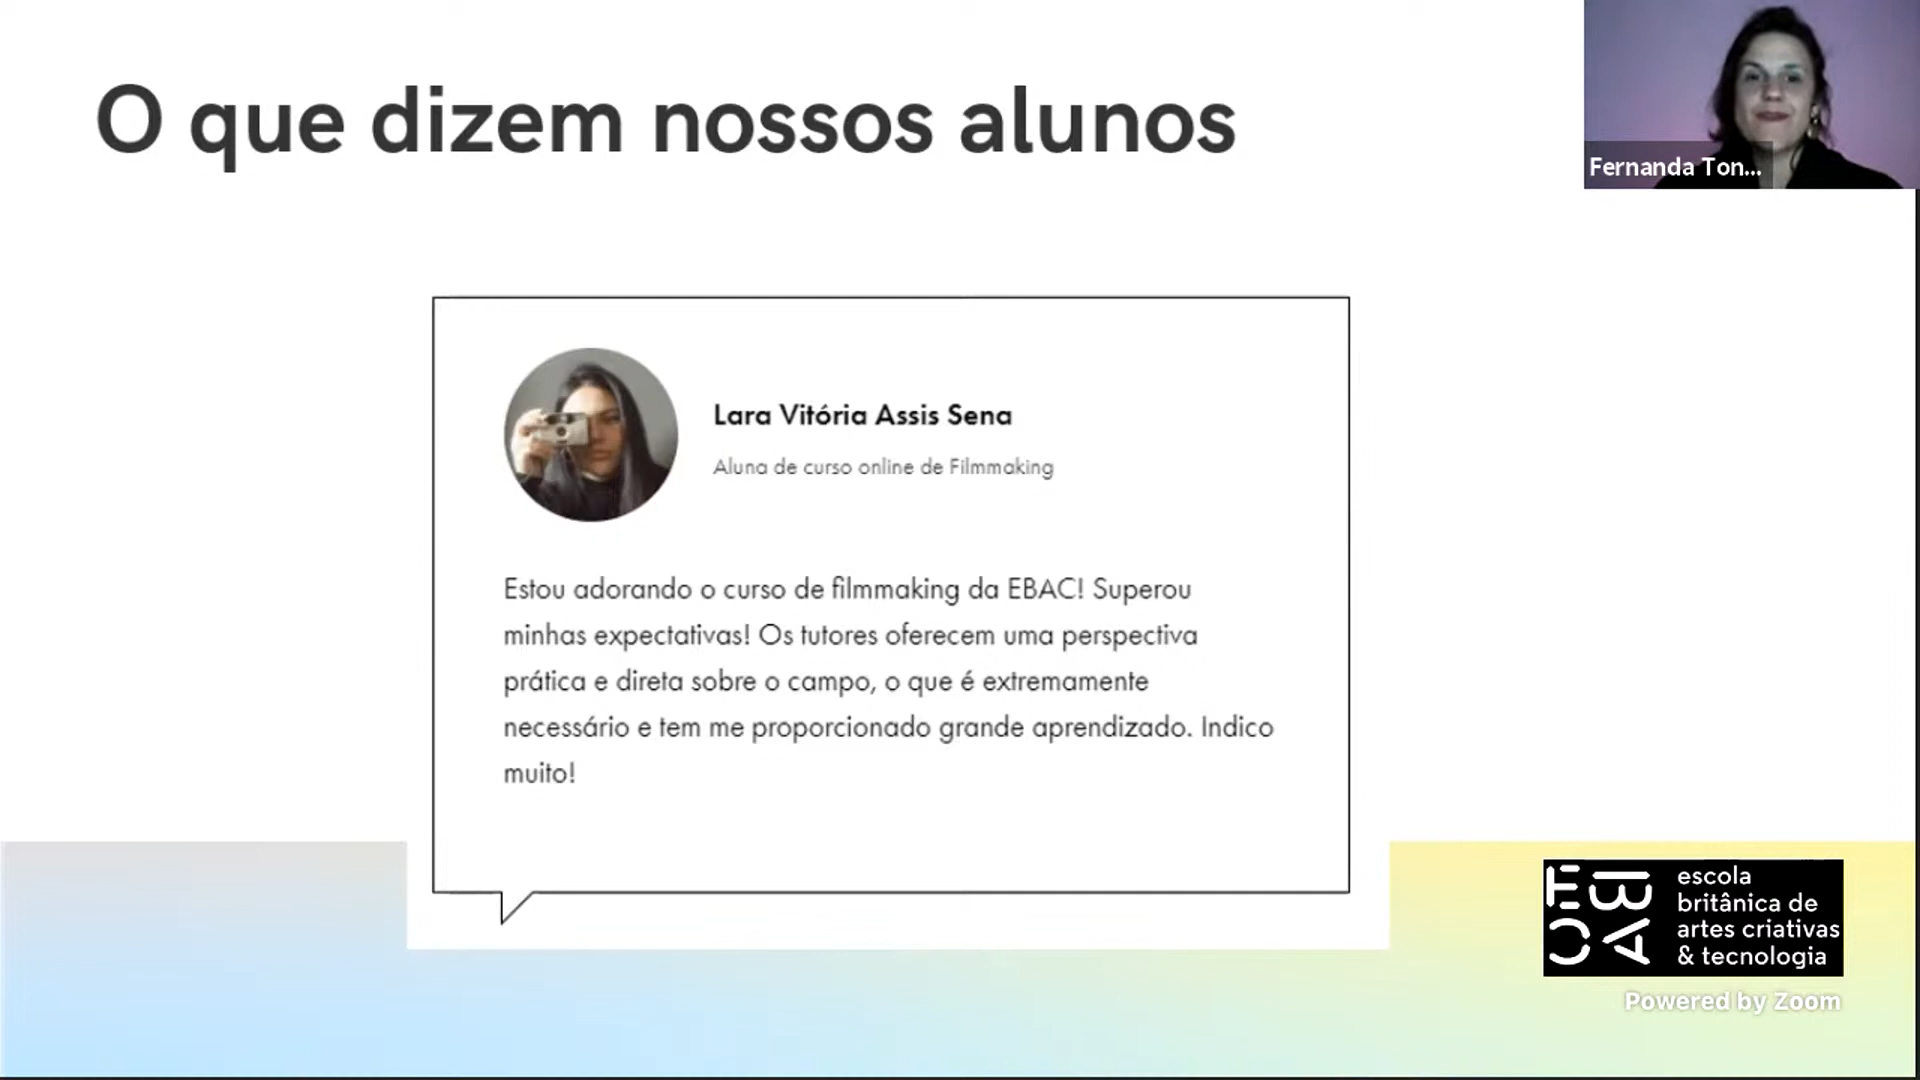 O que dizem nossos alunos
Fernanda Ton...
Lara Vitória Assis Sena
Aluna de curso online de Filmmaking
Estou adorando o curso de filmmaking da EBAC! Superou
minhas expectativas! Os tutores oferecem uma perspectiva
prática e direta sobre o campo, o que é extremamente
necessário e tem me proporcionado grande aprendizado. Indico
muito!
EBAC
escola
britânica de
artes criativas
& tecnologia
Powered by Zoom